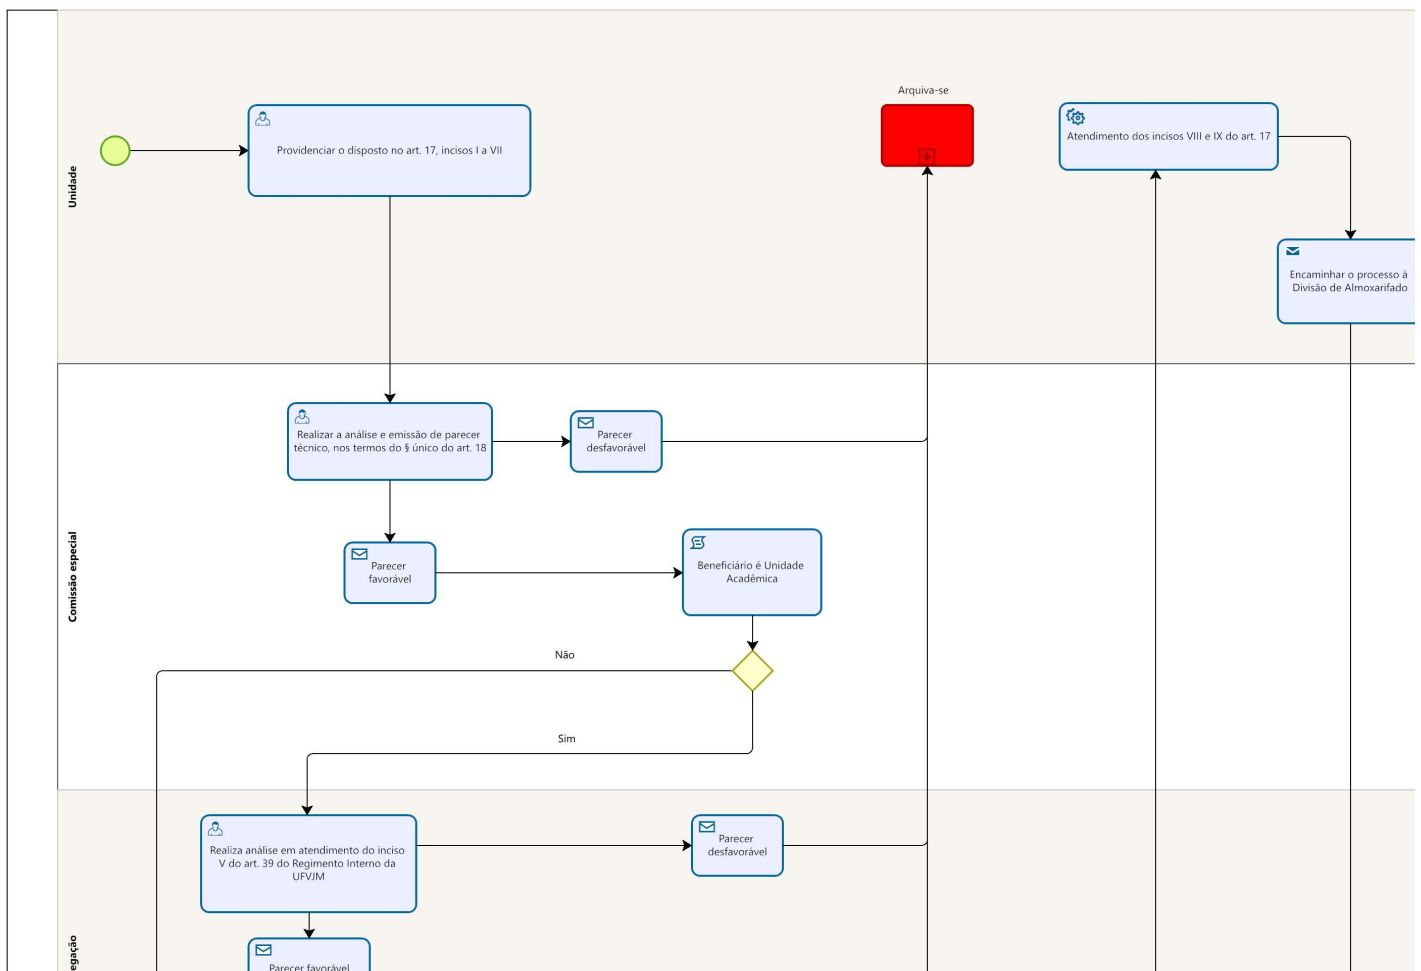 Arquiva-se
Providenciar o disposto no art. 17, incisos I a VII
Atendimento dos incisos VIII e IX do art. 17
Unidade
Encaminhar o processo à
Divisão de Almoxarifado
Realizar a análise e emissão de parecer
técnico, nos termos do § único do art. 18
Parecer
desfavorável
Comissão especial
Parecer
favorável
Beneficiário é Unidade
Acadêmica
Não
Sim
Realiza análise em atendimento do inciso
V do art. 39 do Regimento Interno da
UFVJM
Parecer
desfavorável
egação
Parecer favorável